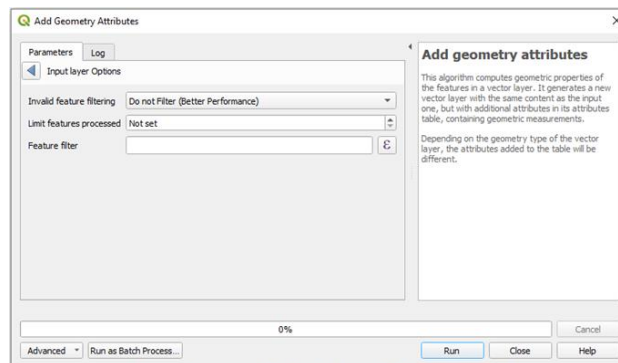 Add Geometry Attributes
Parameters
Log
Input layer Options
Invalid feature filtering
Do not Filter (Better Performance)
Limit features processed
Not set
Feature filter
ε
Add geometry attributes
This algorithm computes geometric properties of
the features in a vector layer. It generates a new
vector layer with the same content as the input
one, but with additional attributes in its attributes
table, containing geometric measurements.
Depending on the geometry type of the vector
layer, the attributes added to the table will be
different.
0%
Cancel
Advanced
Run as Batch Process...
Run
Close
Help